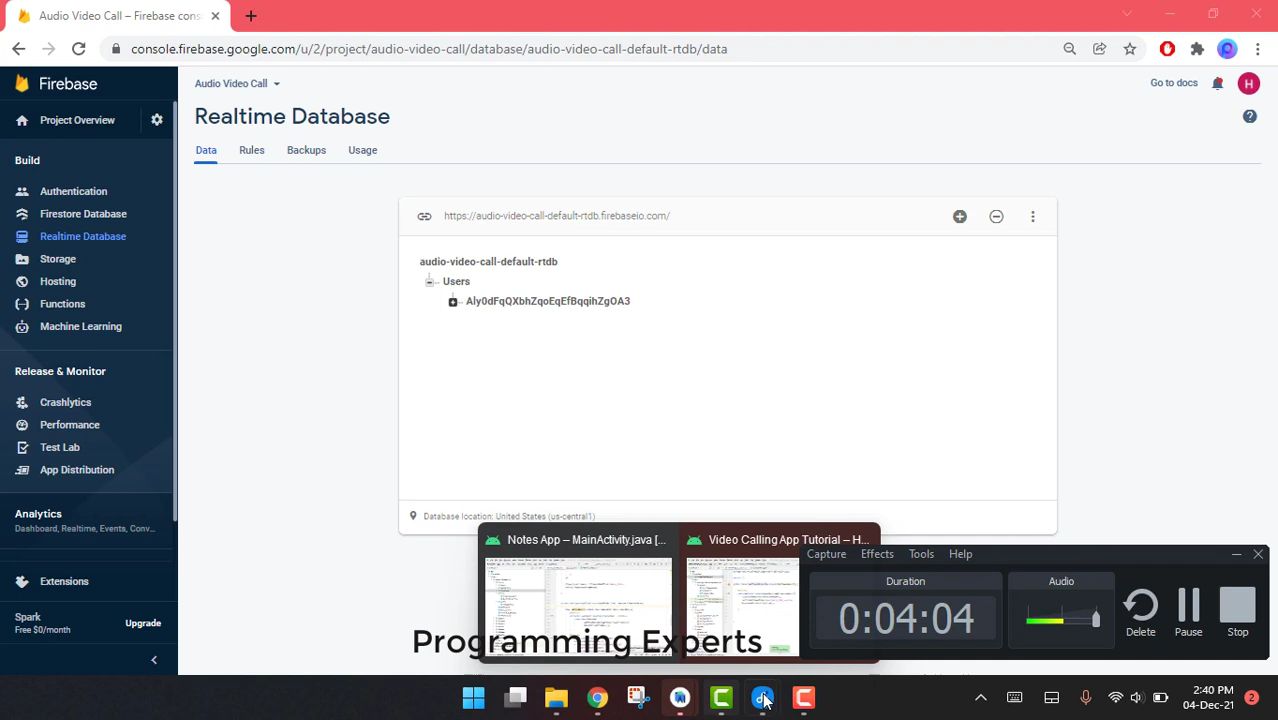 Audio Video Call – Firebase cons
console.firebase.google.com/u/2/project/audio-video-call/database/audio-video-call-default-rtdb/data
Firebase
Audio Video Call
Go to docs
H
Project Overview
Realtime Database
Data Rules Backups Usage
Build
Authentication
Firestore Database
Realtime Database
Storage
Hosting
Functions
Machine Learning
https://audio-video-call-default-rtdb.firebaseio.com/
audio-video-call-default-rtdb
Users
Aly0dFqQXbhZqoEqEfBqqihZgOA3
Release & Monitor
Crashlytics
Performance
Test Lab
App Distribution
Analytics
Dashboard, Realtime, Events, Conv...
Extensions
Spark
Free $0/month
Upgrade
Database location: United States (us-central1)
Notes App – MainActivity.java [...
Video Calling App Tutorial – H...
Capture Effects Tools Help
Duration
0:04:04
Audio
Delete
Pause
Stop
Programming Experts
2:40 PM
04-Dec-21
2